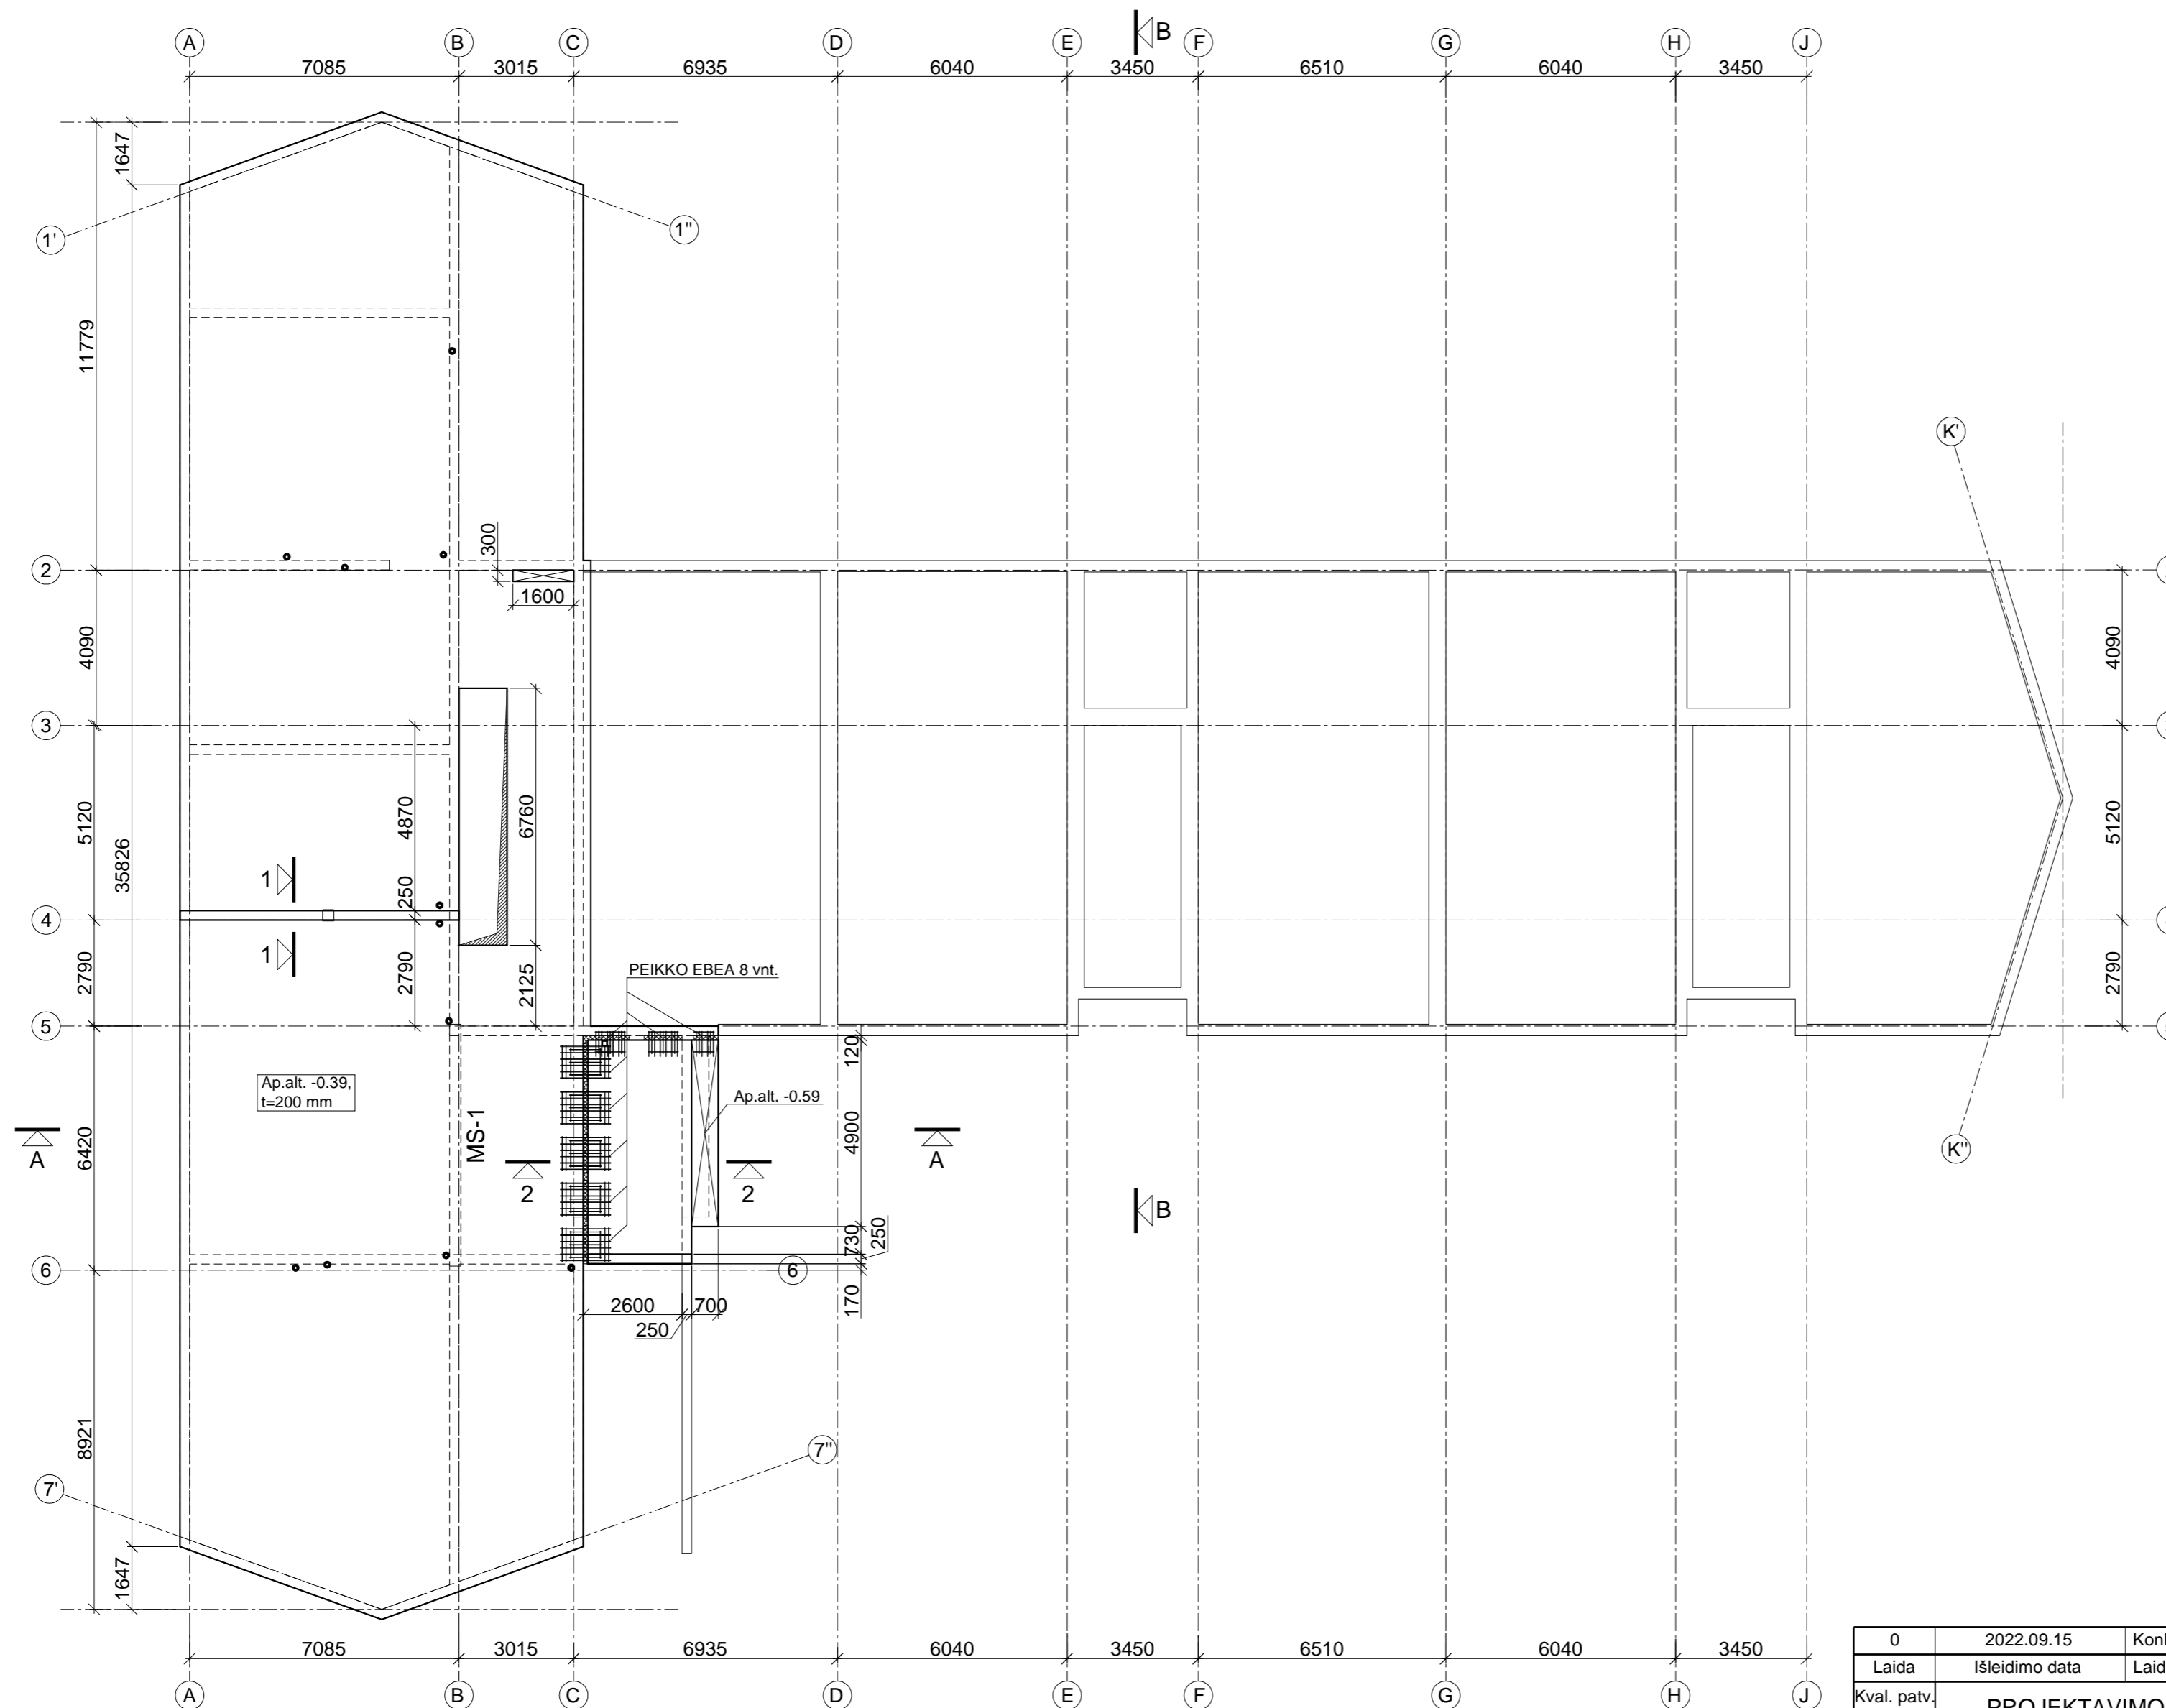 A B C D E F G H J
B
7085 3015 6935 6040 3450 6510 6040 3450
1647
1' 1"
11779
K'
300
2
1600
4090 4090
3
6760
4870
5120 5120
35826
1
250
4
1
2790 2790 2125 2790
PEIKKO EBEA 8 vnt.
5
120
Ap.alt. -0.39,
t=200 mm
Ap.alt. -0.59
MS-1
4900
6420
A A
K"
2 2
B
730
250
6 6
170
2600 700
250
8921
7"
7'
1647
7085 3015 6935 6040 3450 6510 6040 3450
A B C D E F G H J
0 2022.09.15
Laida Išleidimo data
Kval. patv.
PROJEKTAVIMO